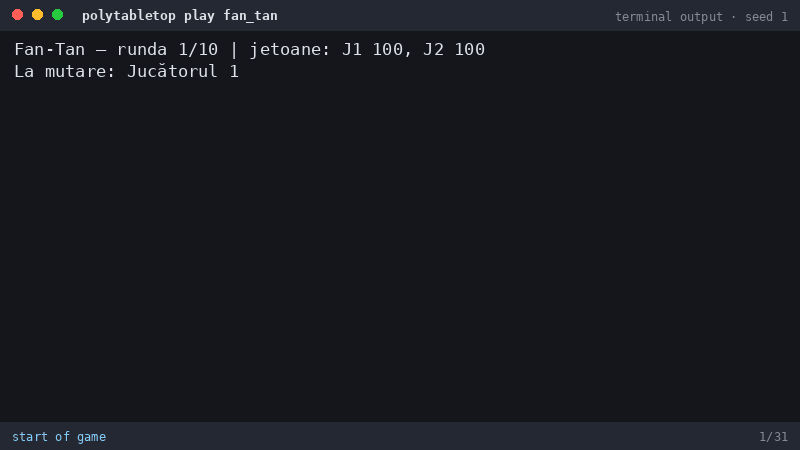 polytabletop play fan_tan
terminal output · seed 1
Fan-Tan — runda 1/10 | jetoane: J1 100, J2 100
La mutare: Jucătorul 1
start of game
1/31